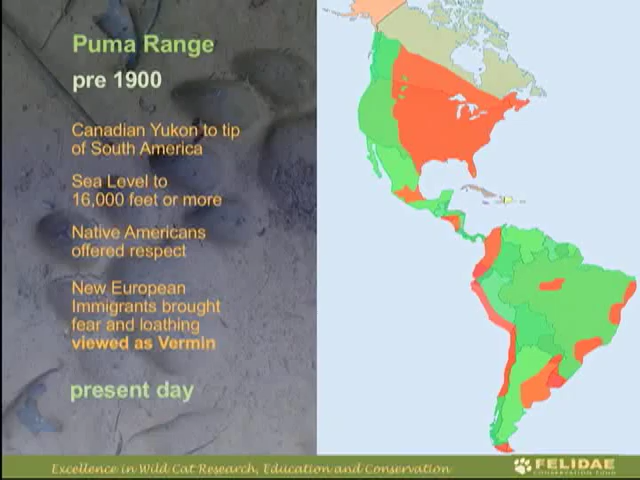 Puma Range
pre 1900
Canadian Yukon to tip
of South America
Sea Level to
16,000 feet or more
Native Americans
offered respect
New European
Immigrants brought
fear and loathing
viewed as Vermin
present day
Excellence in Wild Cat Research, Education and Conservation
FELIDAE
CONSERVATION FUND